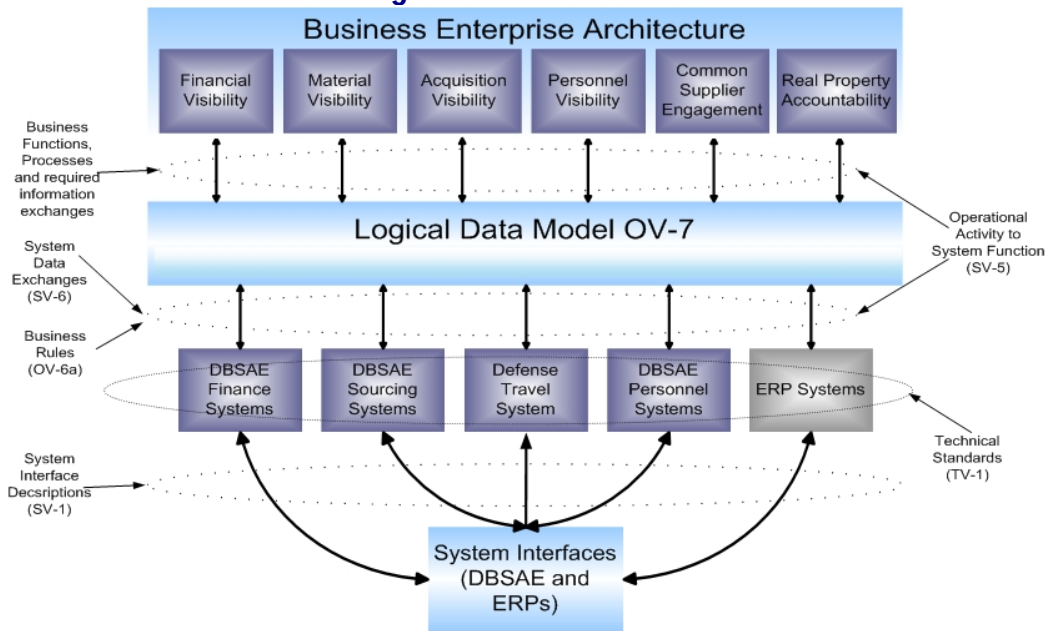 Business Enterprise Architecture
Financial
Visibility
Material
Visibility
Acquisition
Visibility
Personnel
Visibility
Common
Supplier
Engagement
Real Property
Accountability
Business
Functions,
Processes
and required
information
exchanges
Logical Data Model OV-7
Operational
Activity to
System Function
(SV-5)
System
Data
Exchanges
(SV-6)
Business
Rules
(OV-6a)
DBSAE
Finance
Systems
DBSAE
Sourcing
Systems
Defense
Travel
System
DBSAE
Personnel
Systems
ERP Systems
System
Interface
Decsriptions
(SV-1)
Technical
Standards
(TV-1)
System Interfaces
(DBSAE and
ERPs)